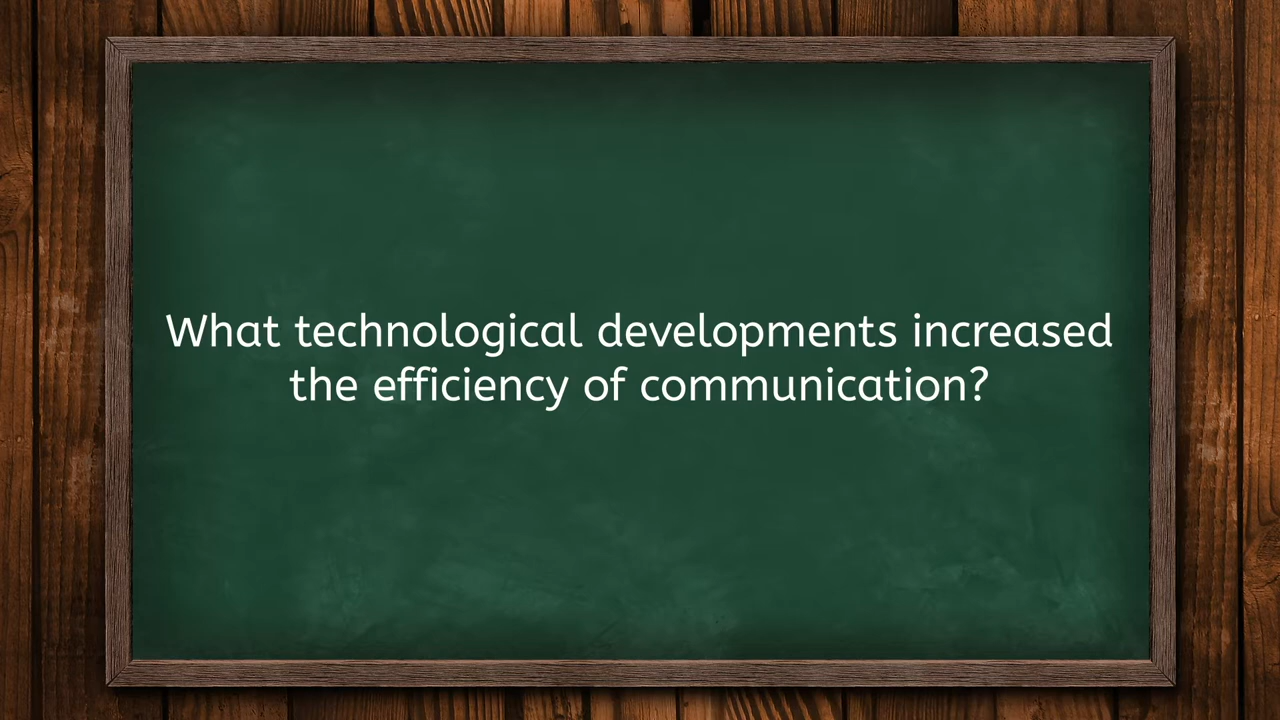 What technological developments increased
the efficiency of communication?